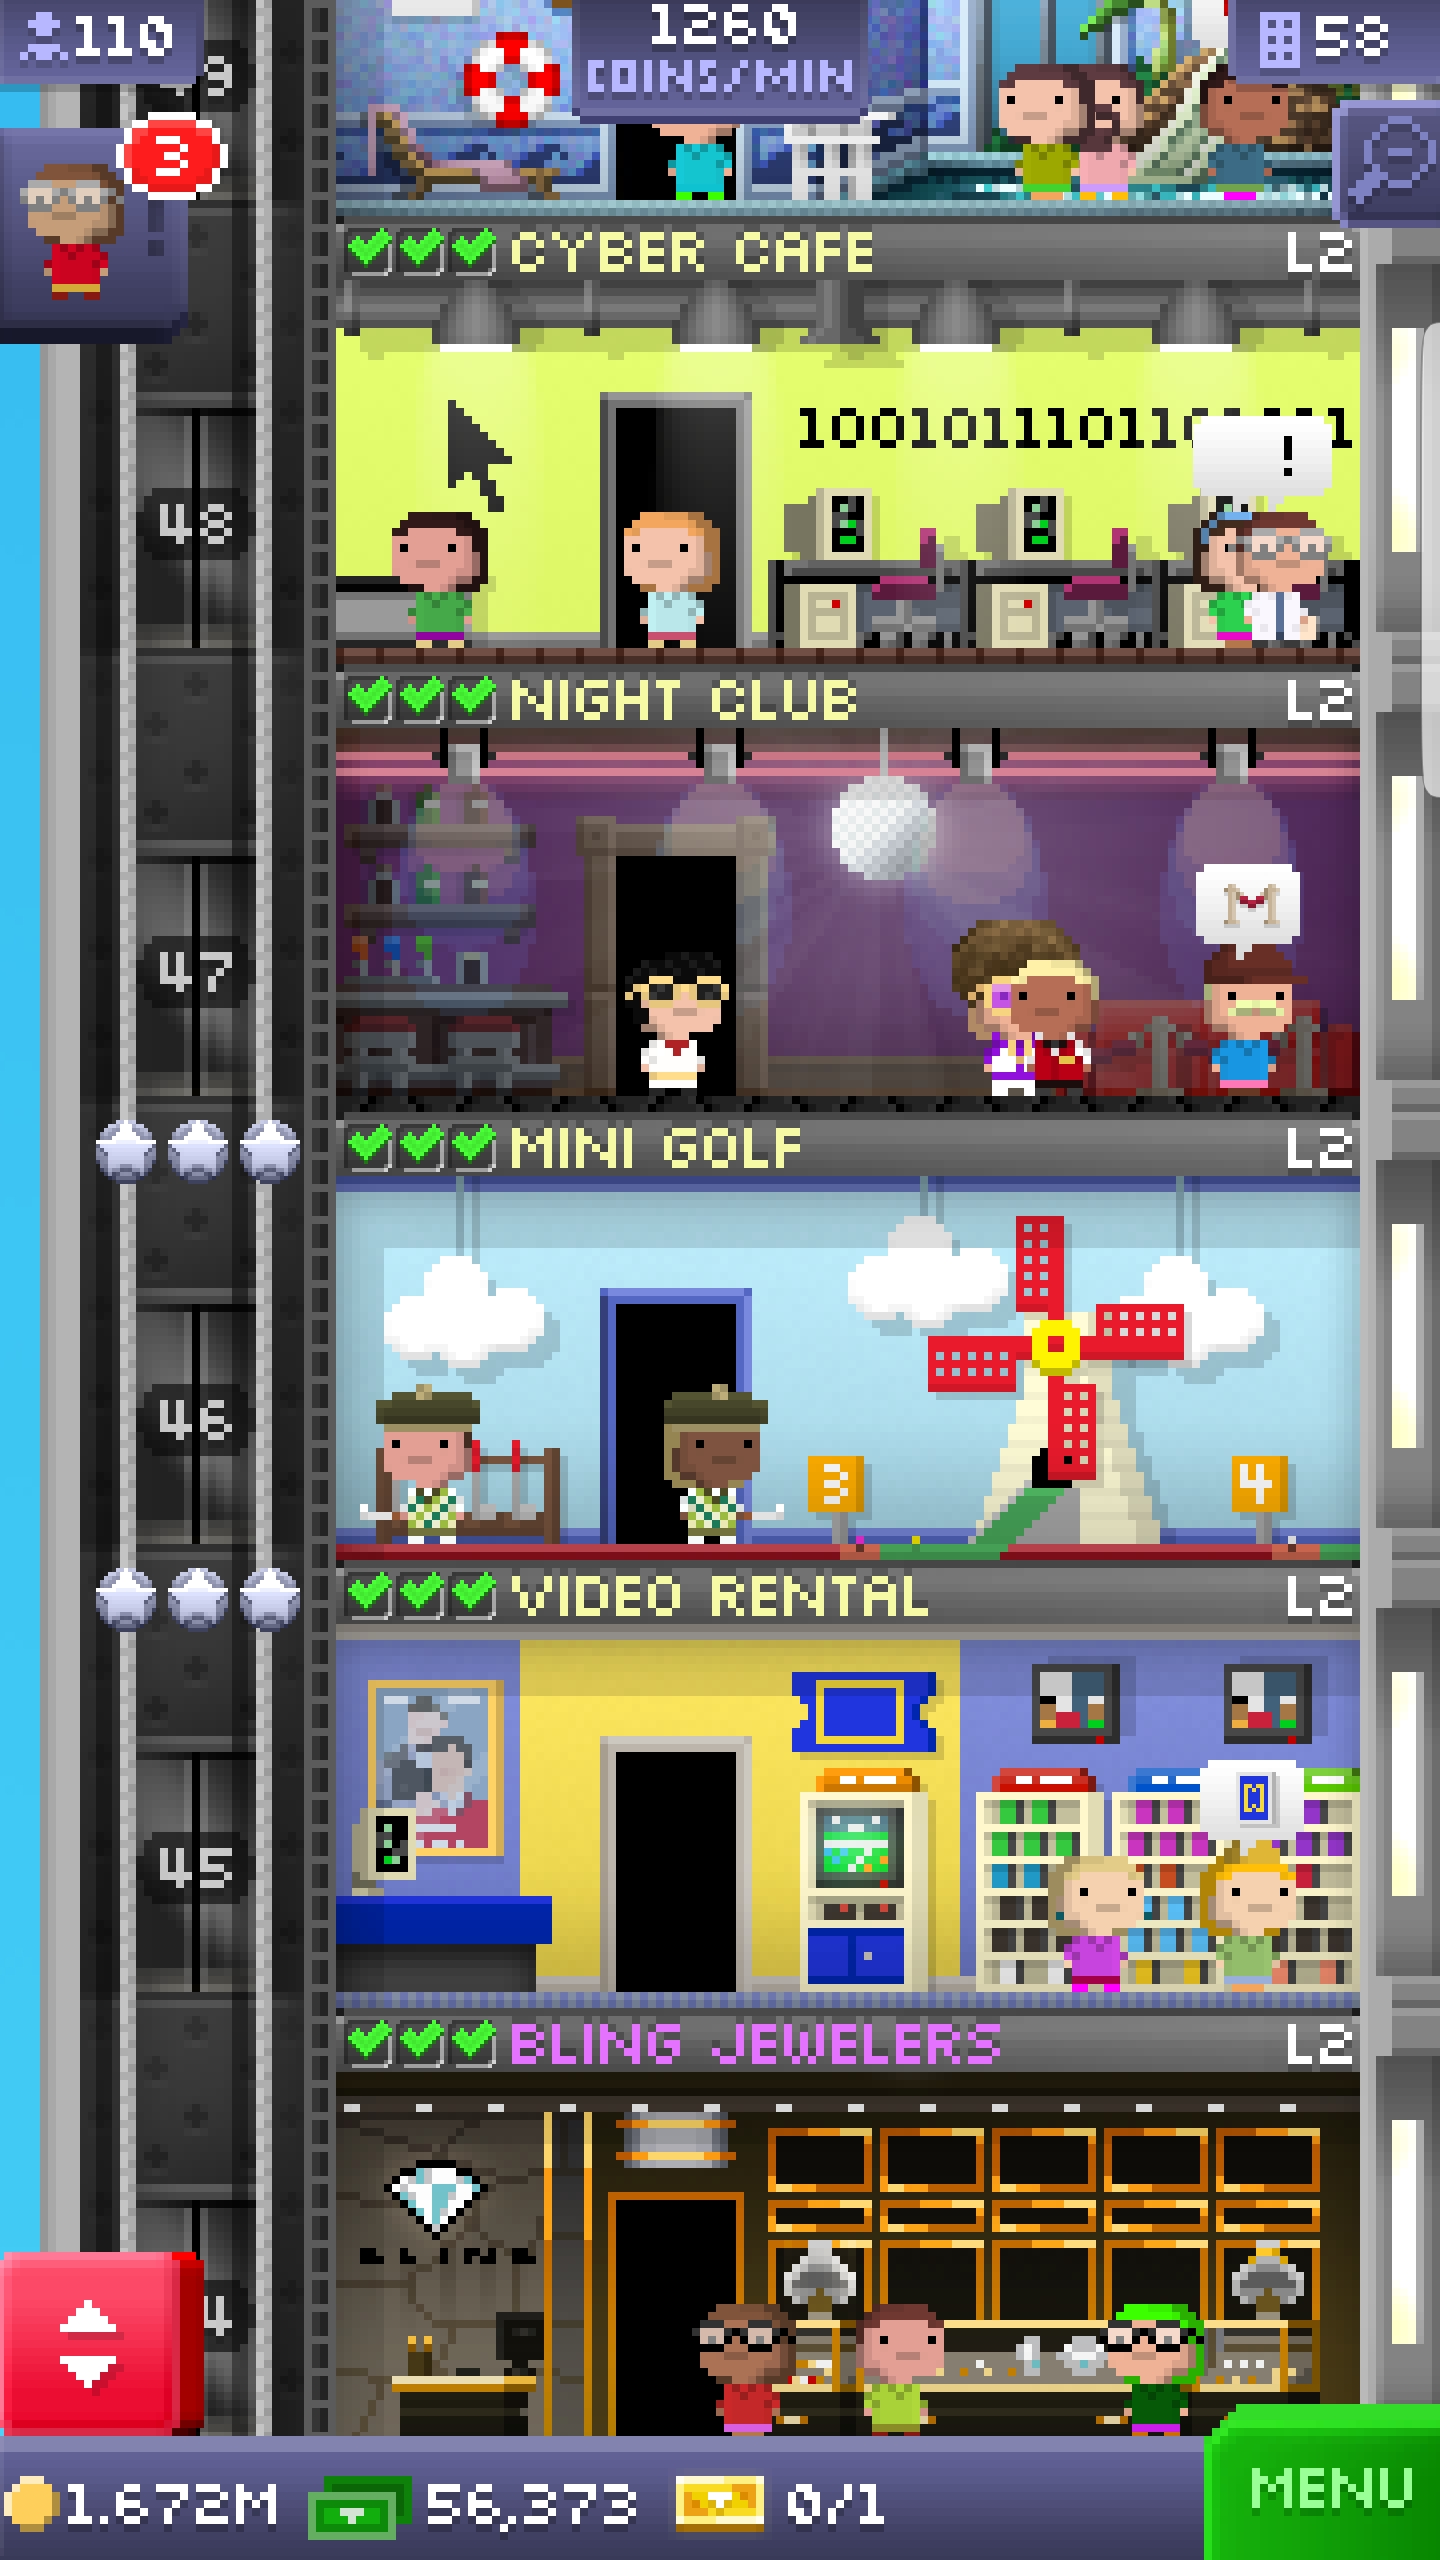 110
1260
COINS/MIN
58
3
CYBER CAFE L2
!
48
NIGHT CLUB L2
47
MINI GOLF L2
46
3
4
VIDEO RENTAL L2
45
BLING JEWELERS L2
BLING
1.672M
56,373
0/1
MENU